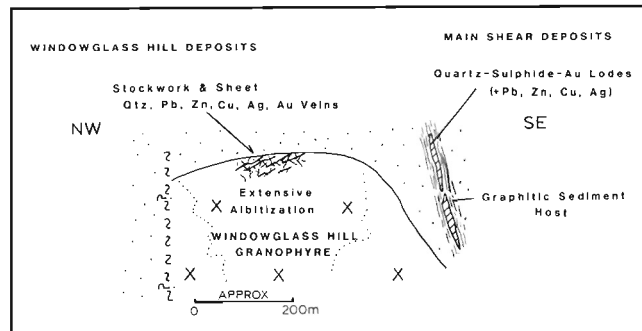 WINDOWGLASS HILL DEPOSITS
MAIN SHEAR DEPOSITS
Stockwork & Sheet
Qtz, Pb, Zn, Cu, Ag, Au Veins
Quartz-Sulphide-Au Lodes
(+Pb, Zn, Cu, Ag)
NW
SE
Extensive
Albitization
Graphitic Sediment
Host
X X
WINDOWGLASS HILL
GRANOPHYRE
X X X
APPROX
0 200m